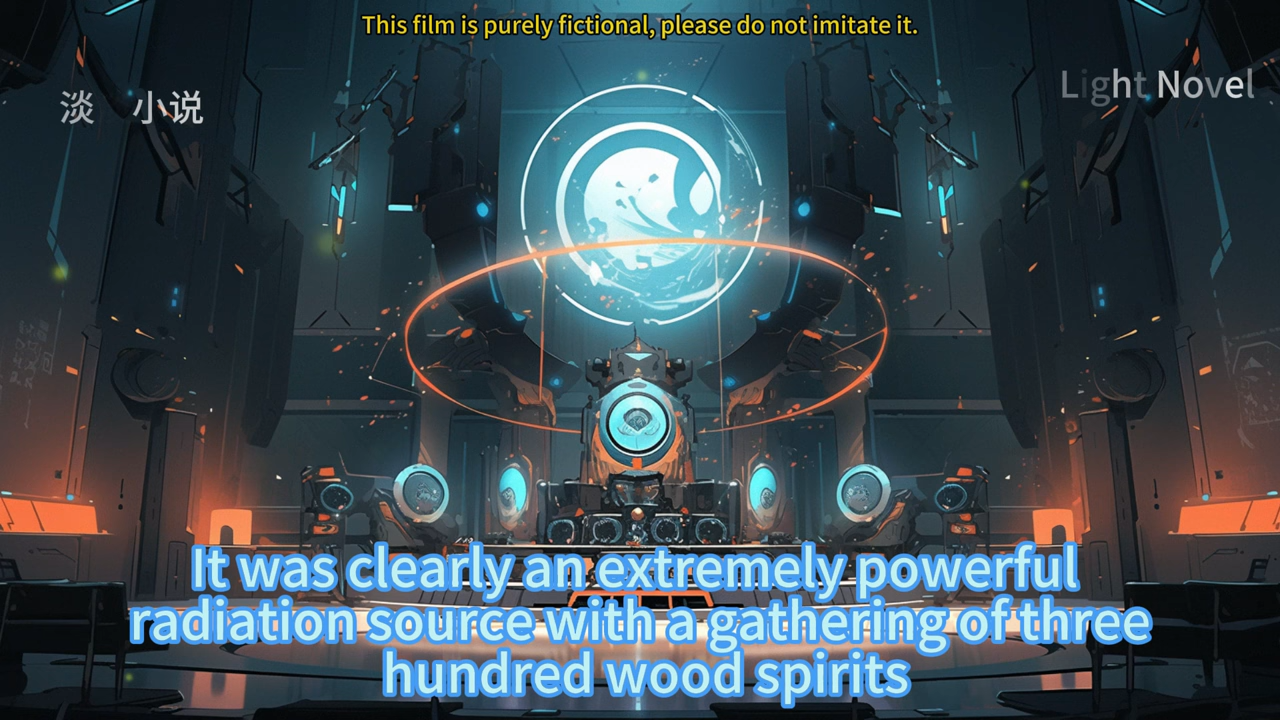 This film is purely fictional, please do not imitate it.
淡 小说
Light Novel
It was clearly an extremely powerful
radiation source with a gathering of three
hundred wood spirits